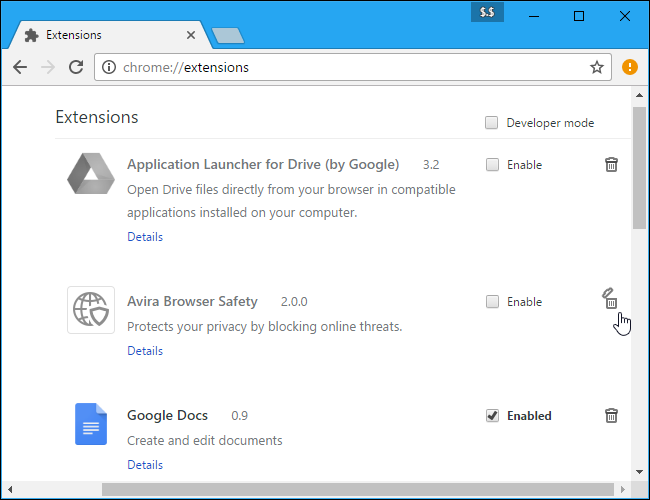 $.$
Extensions
chrome://extensions
Extensions
Developer mode
Application Launcher for Drive (by Google) 3.2
Enable
Open Drive files directly from your browser in compatible
applications installed on your computer.
Details
Avira Browser Safety 2.0.0
Enable
Protects your privacy by blocking online threats.
Details
Google Docs 0.9
Enabled
Create and edit documents
Details